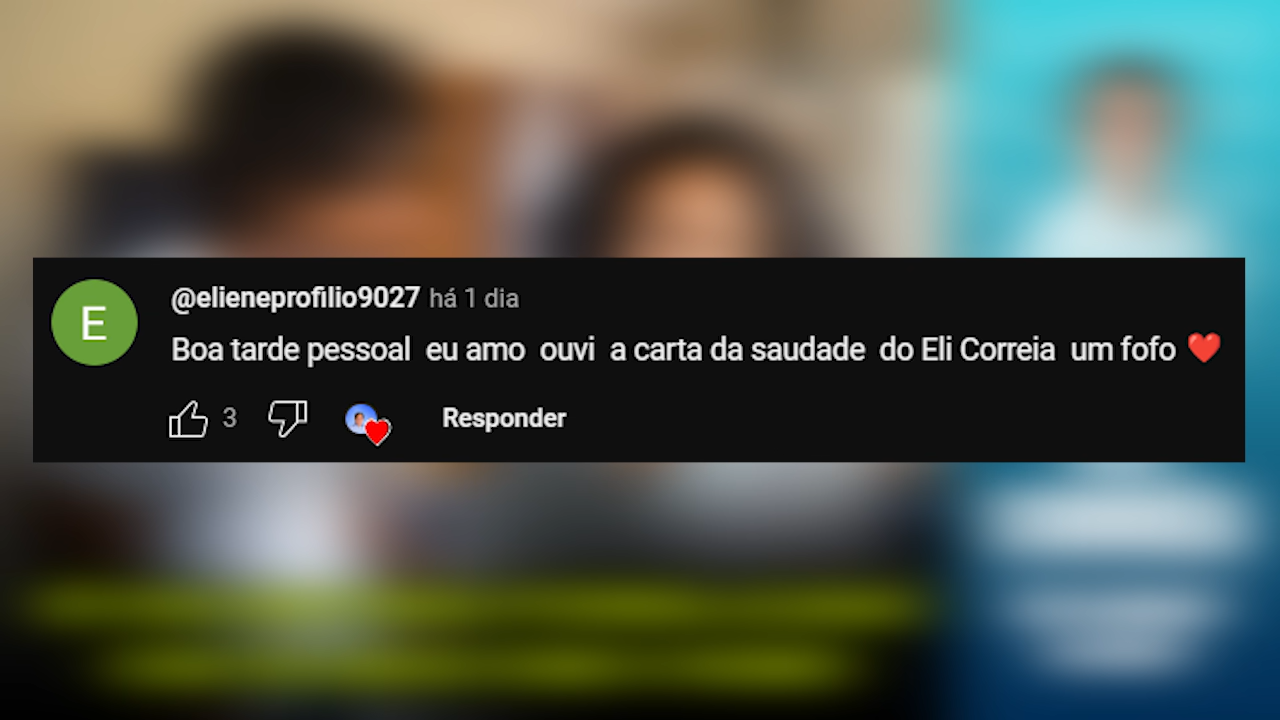 E
@elieneprofilio9027 há 1 dia
Boa tarde pessoal eu amo ouvi a carta da saudade do Eli Correia um fofo ❤️
3
Responder